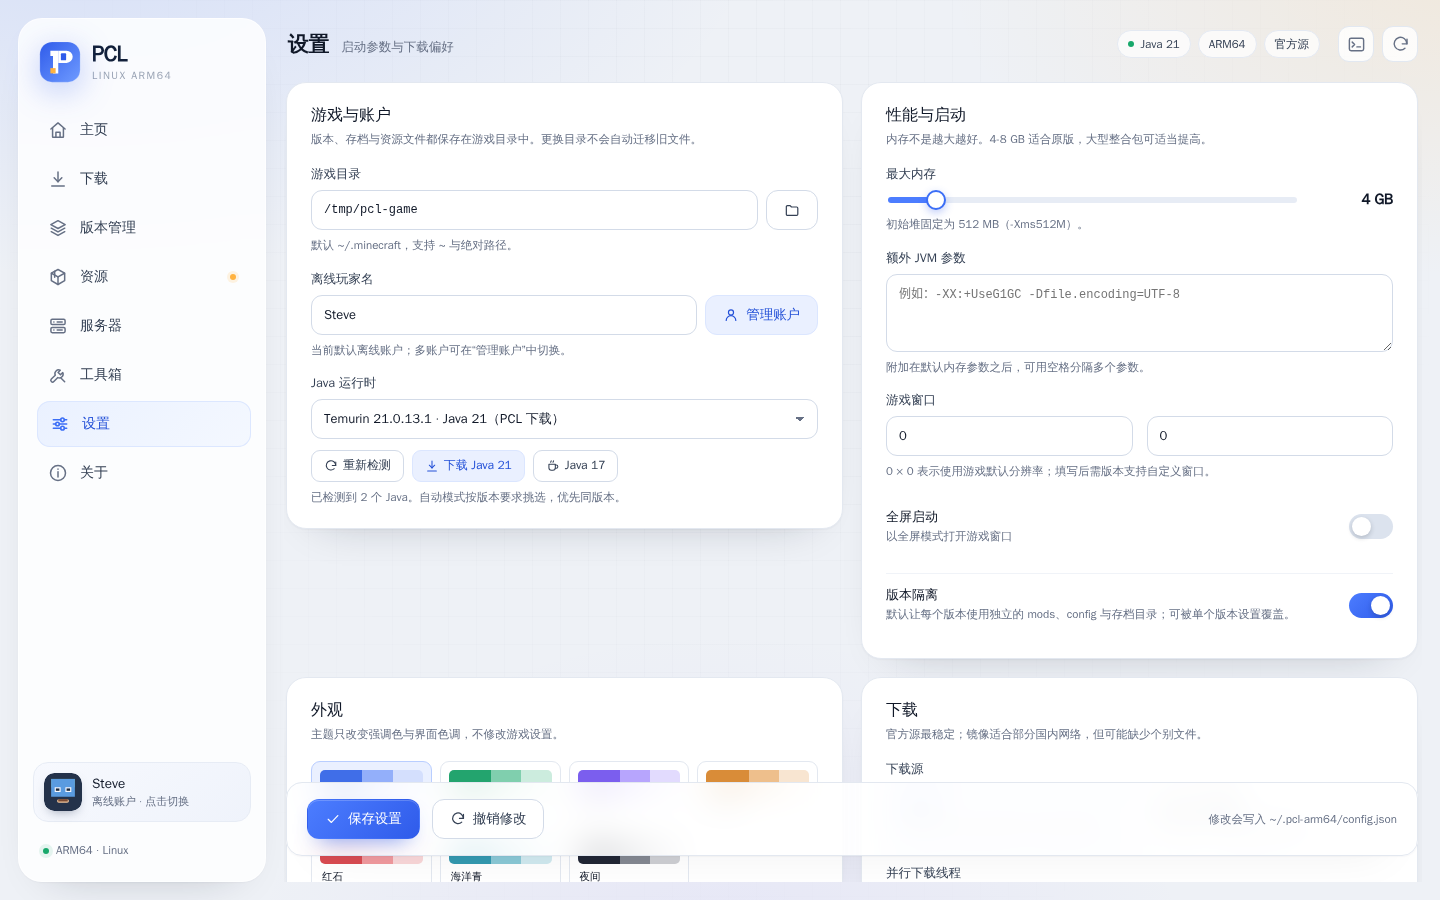 PCL
LINUX ARM64
主页
下载
版本管理
资源
服务器
工具箱
设置
关于
Steve
离线账户 · 点击切换
ARM64 · Linux
设置
启动参数与下载偏好
Java 21
ARM64
官方源
游戏与账户
版本、存档与资源文件都保存在游戏目录中。更换目录不会自动迁移旧文件。
游戏目录
/tmp/pcl-game
默认 ~/.minecraft，支持 ~ 与绝对路径。
离线玩家名
Steve
管理账户
当前默认离线账户；多账户可在“管理账户”中切换。
Java 运行时
Temurin 21.0.13.1 · Java 21（PCL 下载）
重新检测
下载 Java 21
Java 17
已检测到 2 个 Java。自动模式按版本要求挑选，优先同版本。
性能与启动
内存不是越大越好。4-8 GB 适合原版，大型整合包可适当提高。
最大内存
4 GB
初始堆固定为 512 MB（-Xms512M）。
额外 JVM 参数
例如：-XX:+UseG1GC -Dfile.encoding=UTF-8
附加在默认内存参数之后，可用空格分隔多个参数。
游戏窗口
0
0
0 × 0 表示使用游戏默认分辨率；填写后需版本支持自定义窗口。
全屏启动
以全屏模式打开游戏窗口
版本隔离
默认让每个版本使用独立的 mods、config 与存档目录；可被单个版本设置覆盖。
外观
主题只改变强调色与界面色调，不修改游戏设置。
红石
海洋青
夜间
下载
官方源最稳定；镜像适合部分国内网络，但可能缺少个别文件。
下载源
并行下载线程
保存设置
撤销修改
修改会写入 ~/.pcl-arm64/config.json